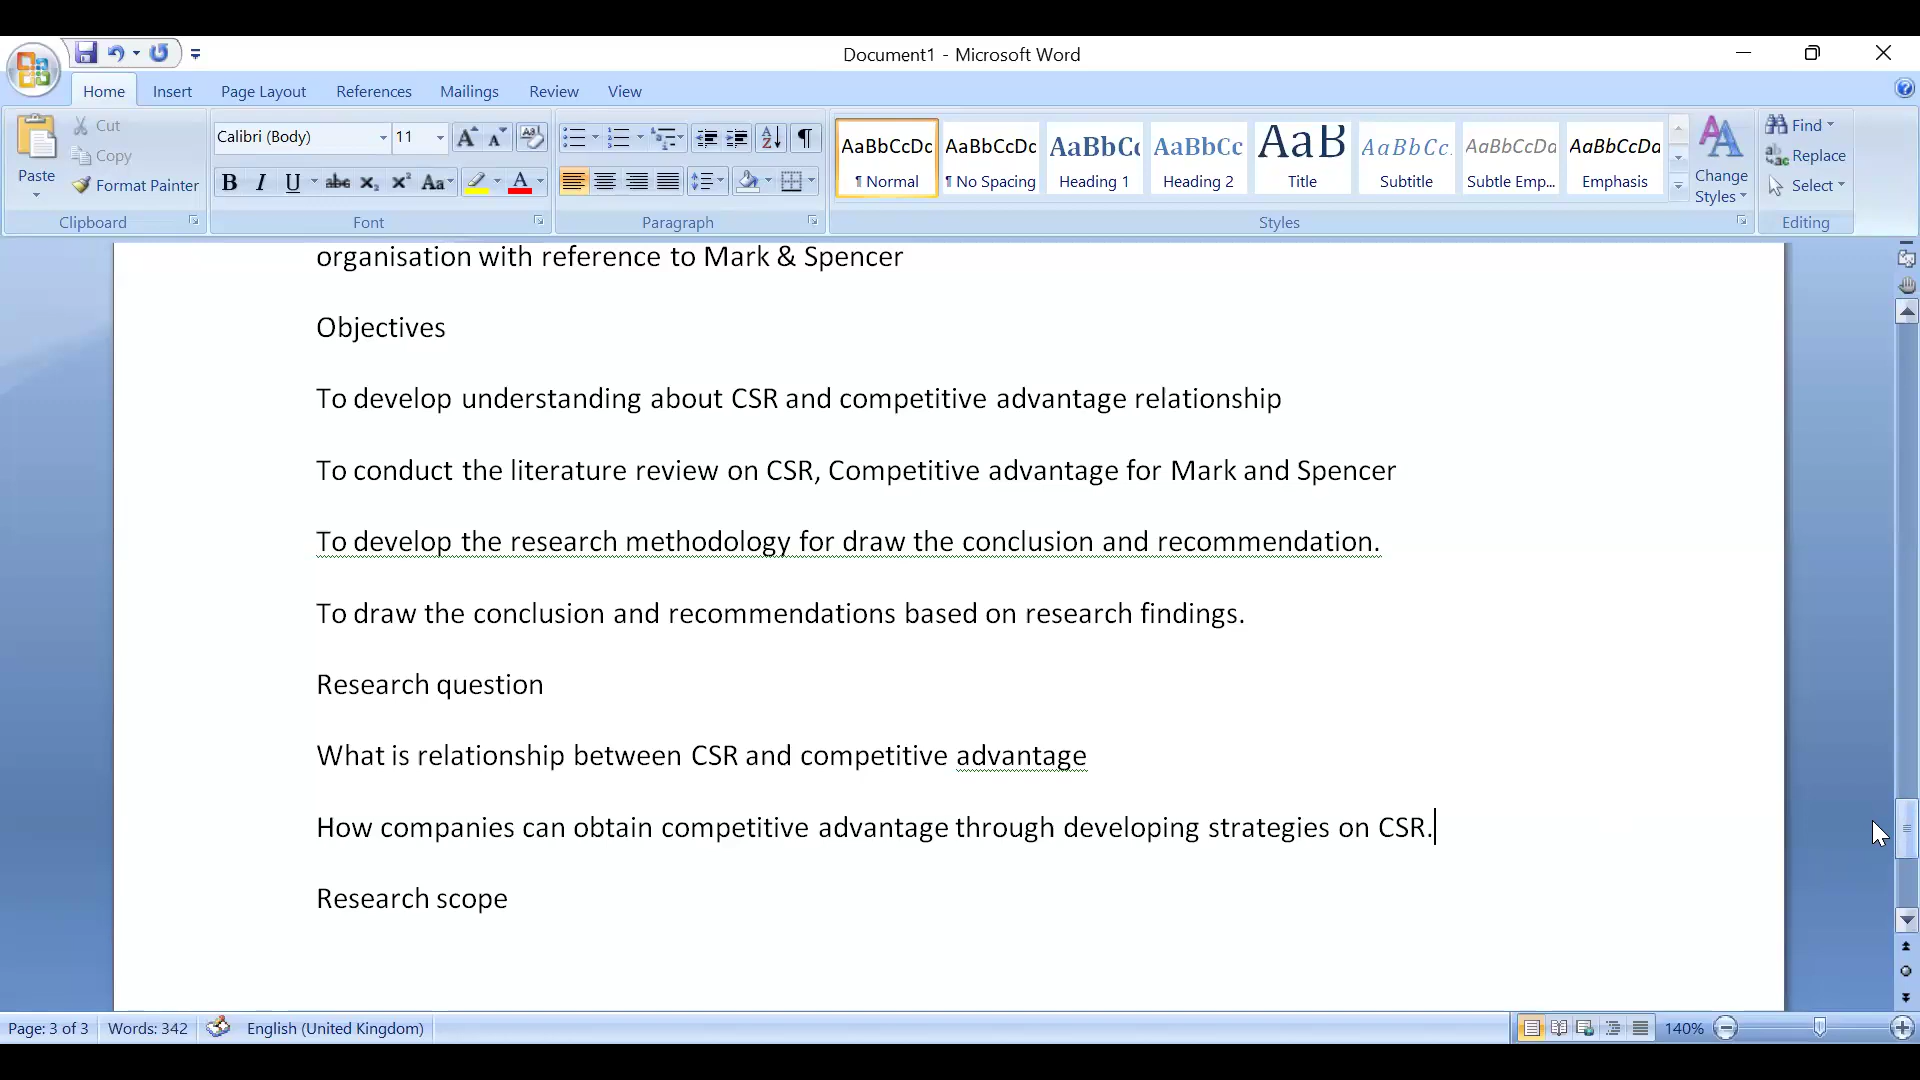 Document1 - Microsoft Word
Home Insert Page Layout References Mailings Review View
Paste
Cut
Copy
Format Painter
Clipboard
Calibri (Body) 11
B I U abc X₂ X² Aa
Font
Paragraph
AaBbCcDc AaBbCcDc AaBbCc AaBbCc AaB AaBbCc. AaBbCcDa AaBbCcDa
¶ Normal ¶ No Spacing Heading 1 Heading 2 Title Subtitle Subtle Emp... Emphasis
Change Styles
Styles
Find
Replace
Select
Editing
organisation with reference to Mark & Spencer
Objectives
To develop understanding about CSR and competitive advantage relationship
To conduct the literature review on CSR, Competitive advantage for Mark and Spencer
To develop the research methodology for draw the conclusion and recommendation.
To draw the conclusion and recommendations based on research findings.
Research question
What is relationship between CSR and competitive advantage
How companies can obtain competitive advantage through developing strategies on CSR.
Research scope
Page: 3 of 3 Words: 342 English (United Kingdom) 140%